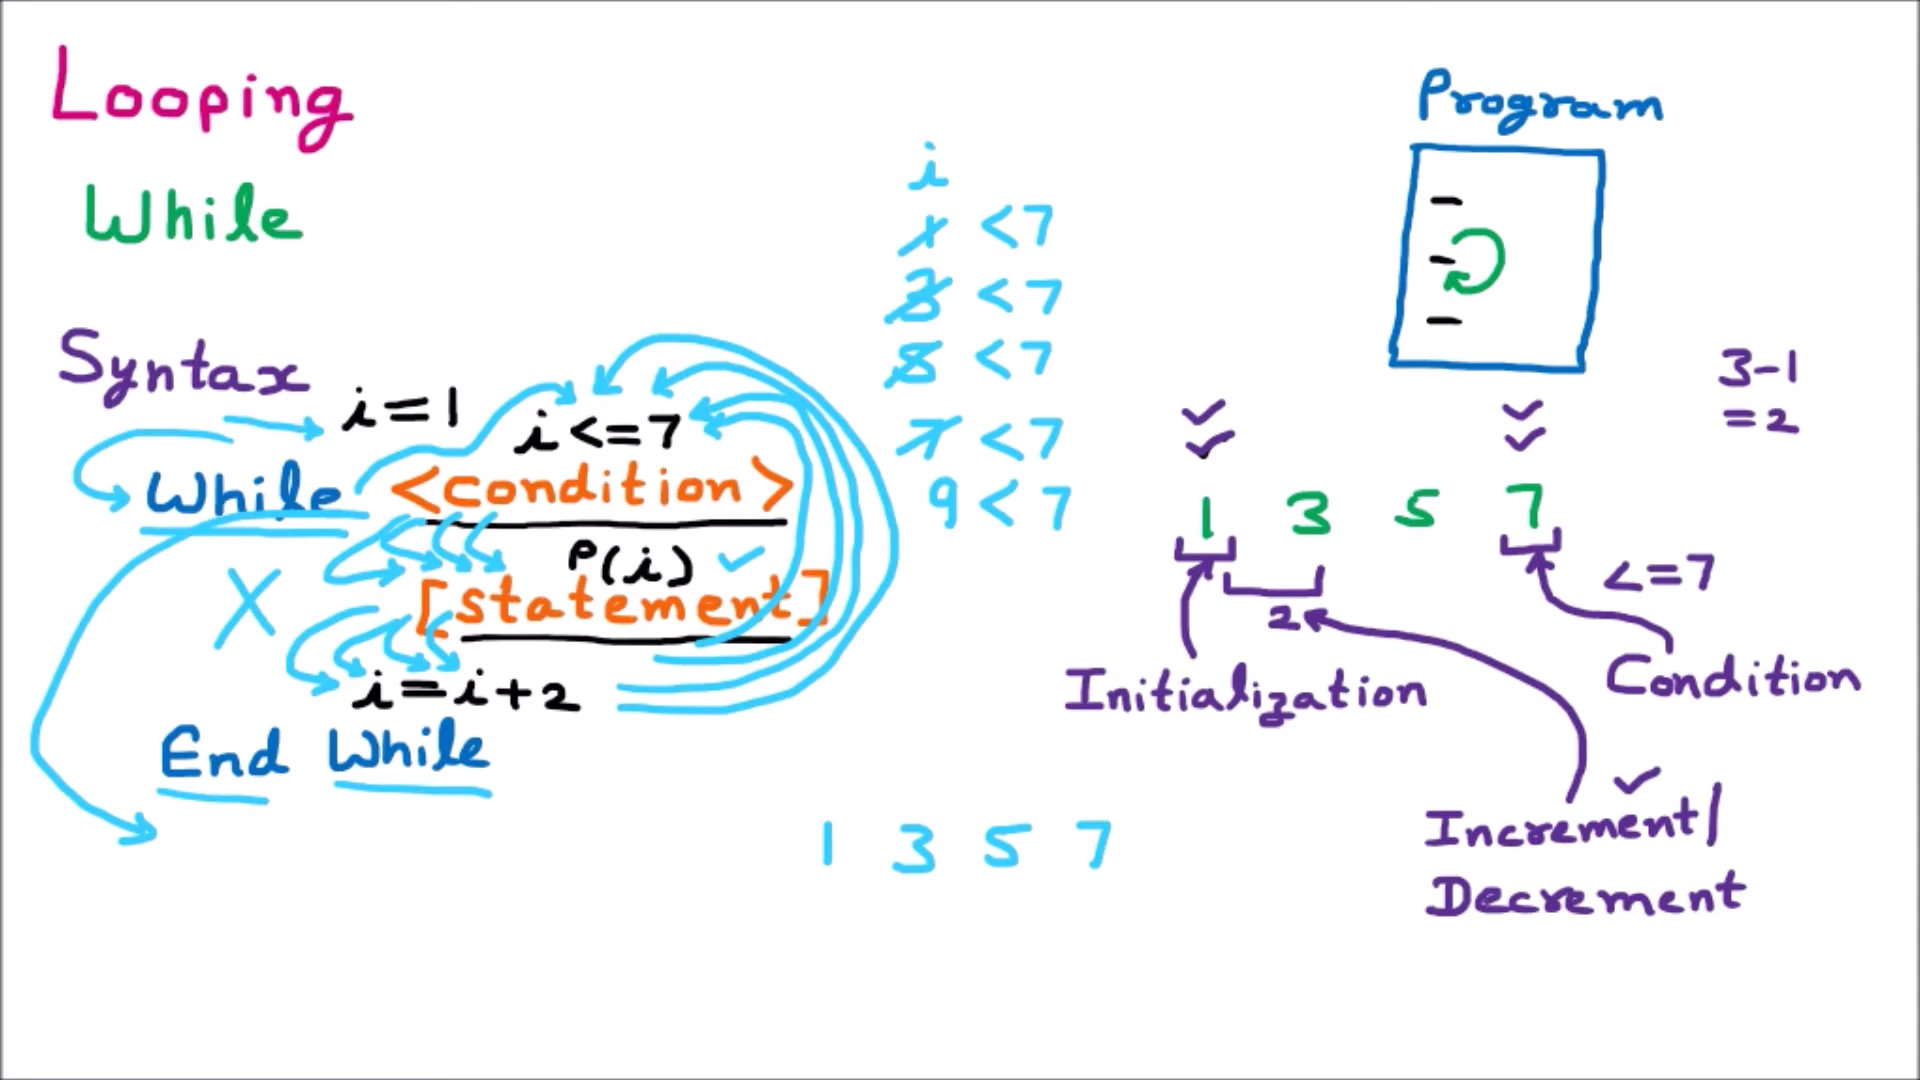 Looping
While
Syntax
i=1
i<=7
While <condition>
P(i)
[statement]
i=i+2
End While
i
1 <7
3 <7
5 <7
7 <7
9 < 7
1 3 5 7
Program
3-1
=2
1 3 5 7
<=7
2
Initialization
Condition
Increment/
Decrement